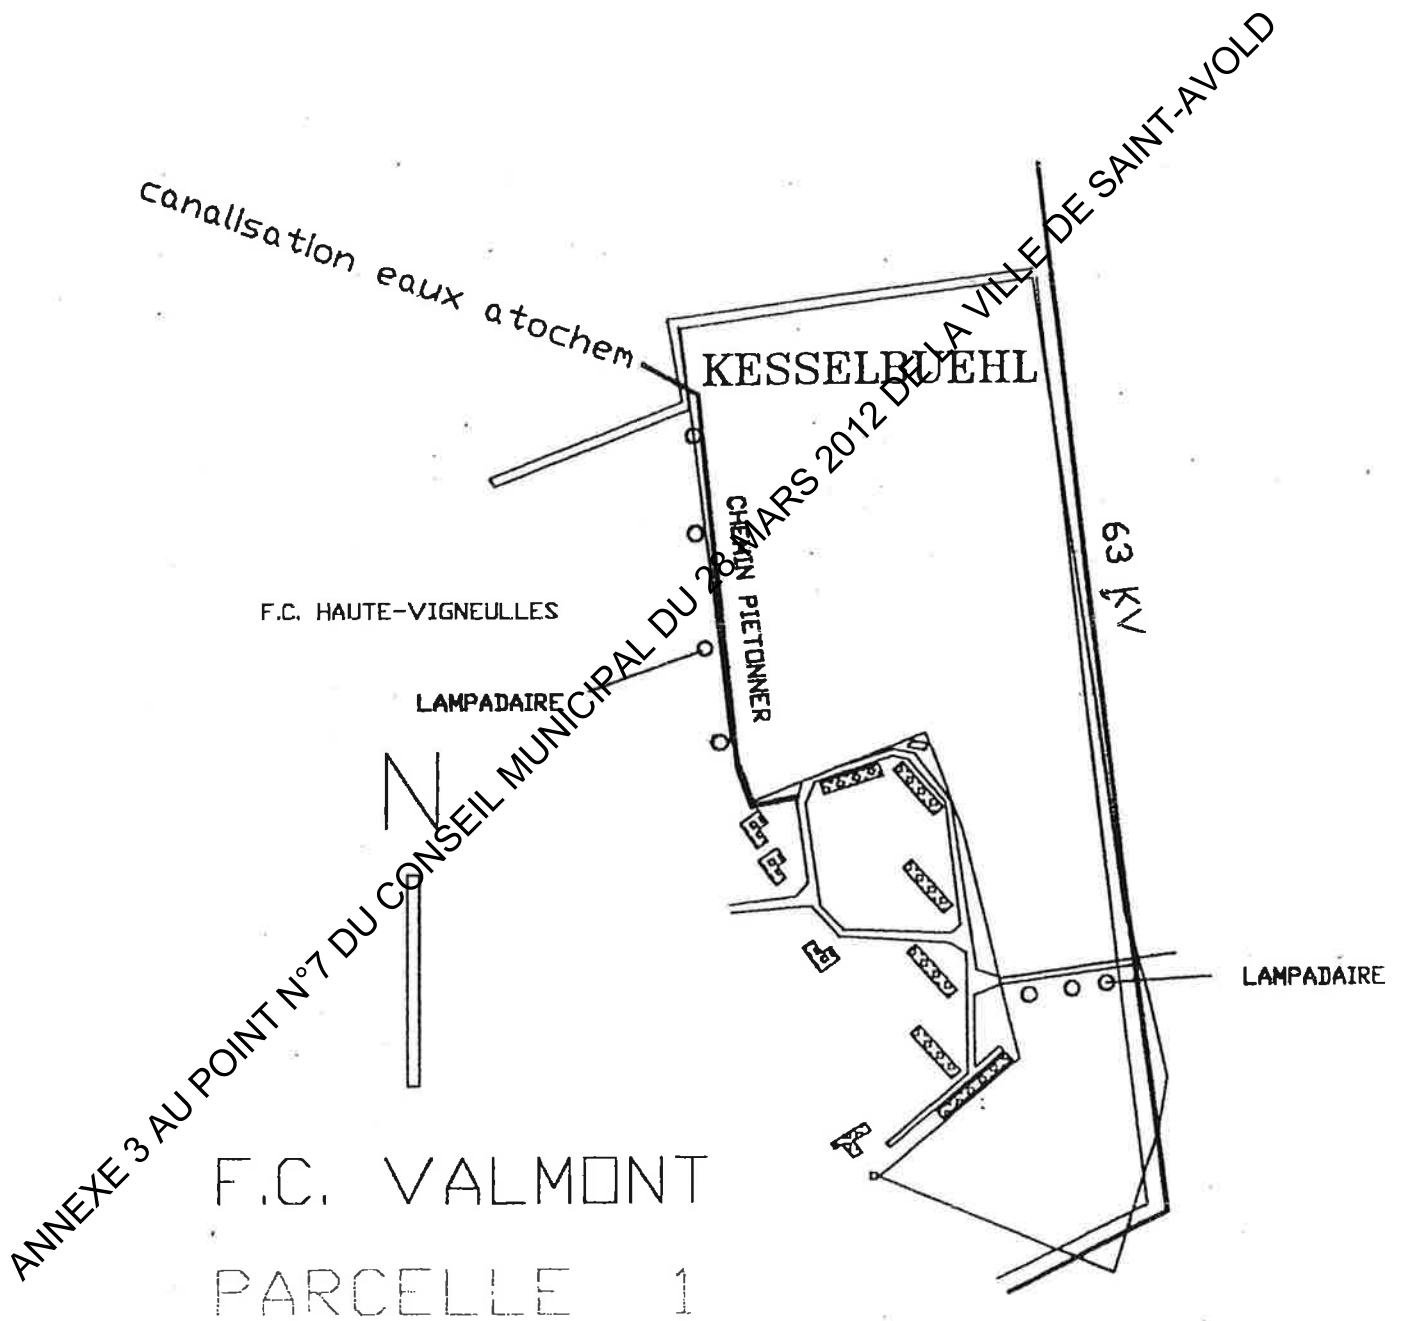 ANNEXE 3 AU POINT N°7 DU CONSEIL MUNICIPAL DU 28 MARS 2012 DE LA VILLE DE SAINT-AVOLD
canalisation eaux atochem
KESSELBUEHL
CHEMIN PIETONNER
63 KV
F.C. HAUTE-VIGNEULLES
LAMPADAIRE
N
LAMPADAIRE
F.C. VALMONT
PARCELLE 1